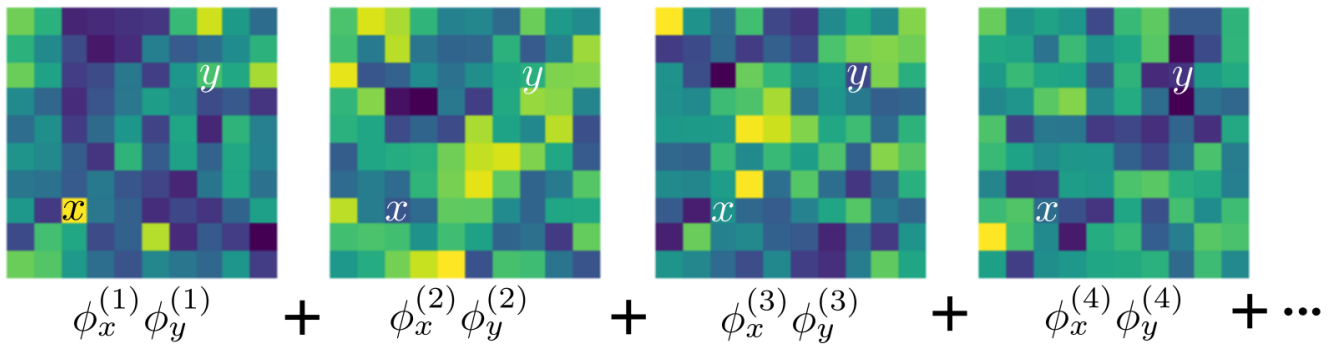 y y y y
x x x x
ϕ_x^(1) ϕ_y^(1) + ϕ_x^(2) ϕ_y^(2) + ϕ_x^(3) ϕ_y^(3) + ϕ_x^(4) ϕ_y^(4) + ···